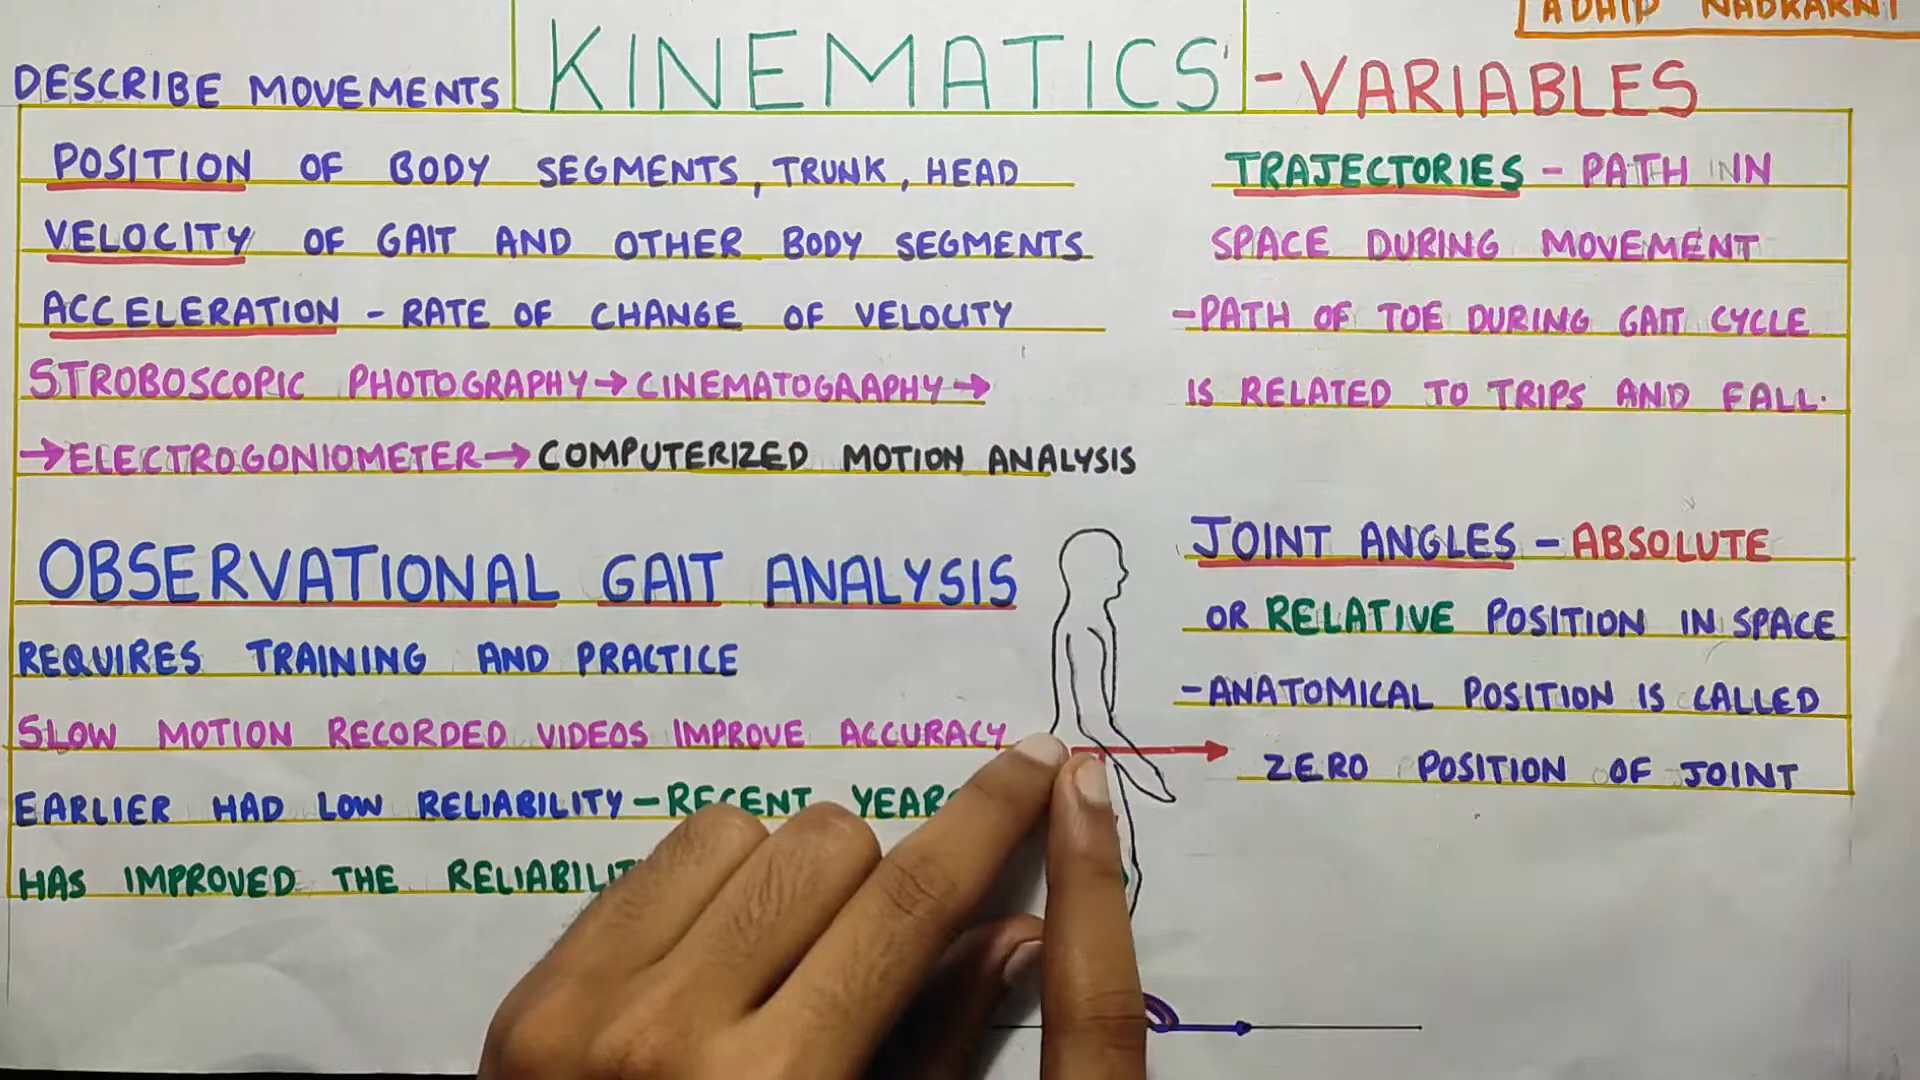 ADHIP NADKARNI
KINEMATICS - VARIABLES
DESCRIBE MOVEMENTS
POSITION OF BODY SEGMENTS, TRUNK, HEAD
VELOCITY OF GAIT AND OTHER BODY SEGMENTS
ACCELERATION - RATE OF CHANGE OF VELOCITY
STROBOSCOPIC PHOTOGRAPHY → CINEMATOGAAPHY →
→ ELECTROGONIOMETER → COMPUTERIZED MOTION ANALYSIS
OBSERVATIONAL GAIT ANALYSIS
REQUIRES TRAINING AND PRACTICE
SLOW MOTION RECORDED VIDEOS IMPROVE ACCURACY
EARLIER HAD LOW RELIABILITY - RECENT
HAS IMPROVED THE
TRAJECTORIES - PATH INN
SPACE DURING MOVEMENT
- PATH OF TOE DURING GAIT CYCLE
IS RELATED TO TRIPS AND FALL.
JOINT ANGLES - ABSOLUTE
OR RELATIVE POSITION IN SPACE
- ANATOMICAL POSITION IS CALLED
ZERO POSITION OF JOINT